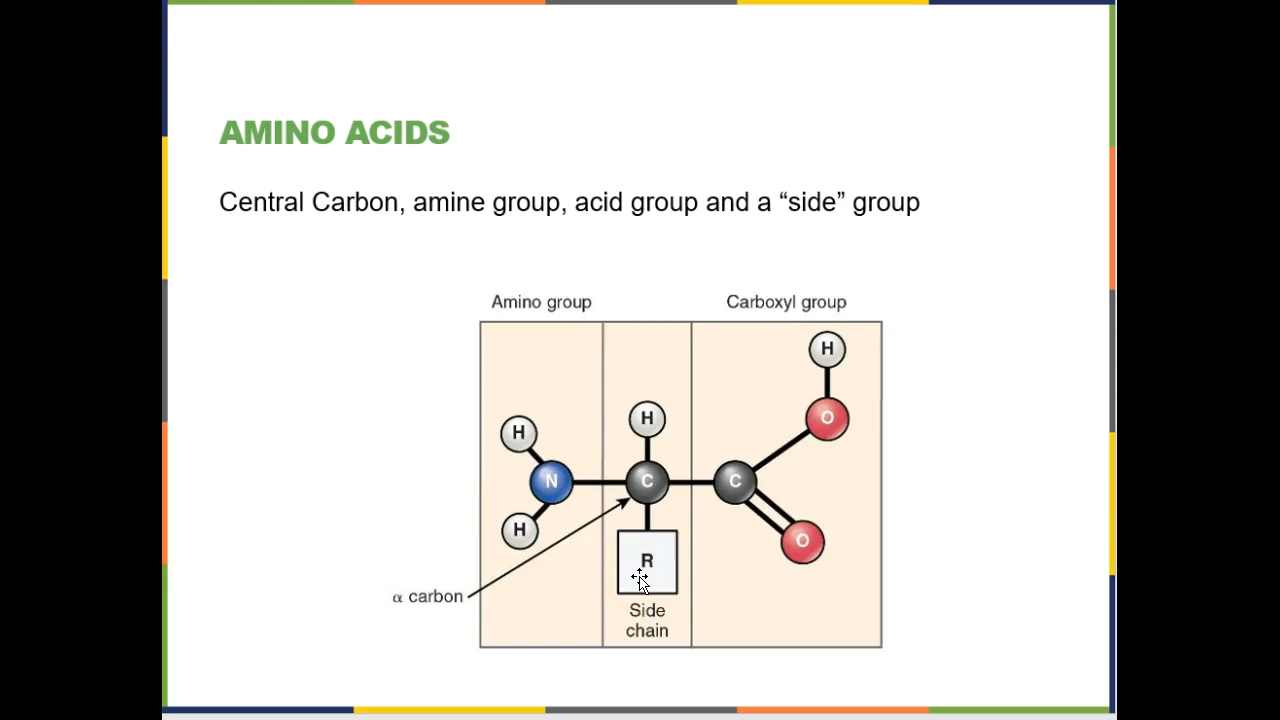 AMINO ACIDS
Central Carbon, amine group, acid group and a “side” group
Amino group
Carboxyl group
H
H
H
O
N
C
C
H
O
R
α carbon
Side
chain